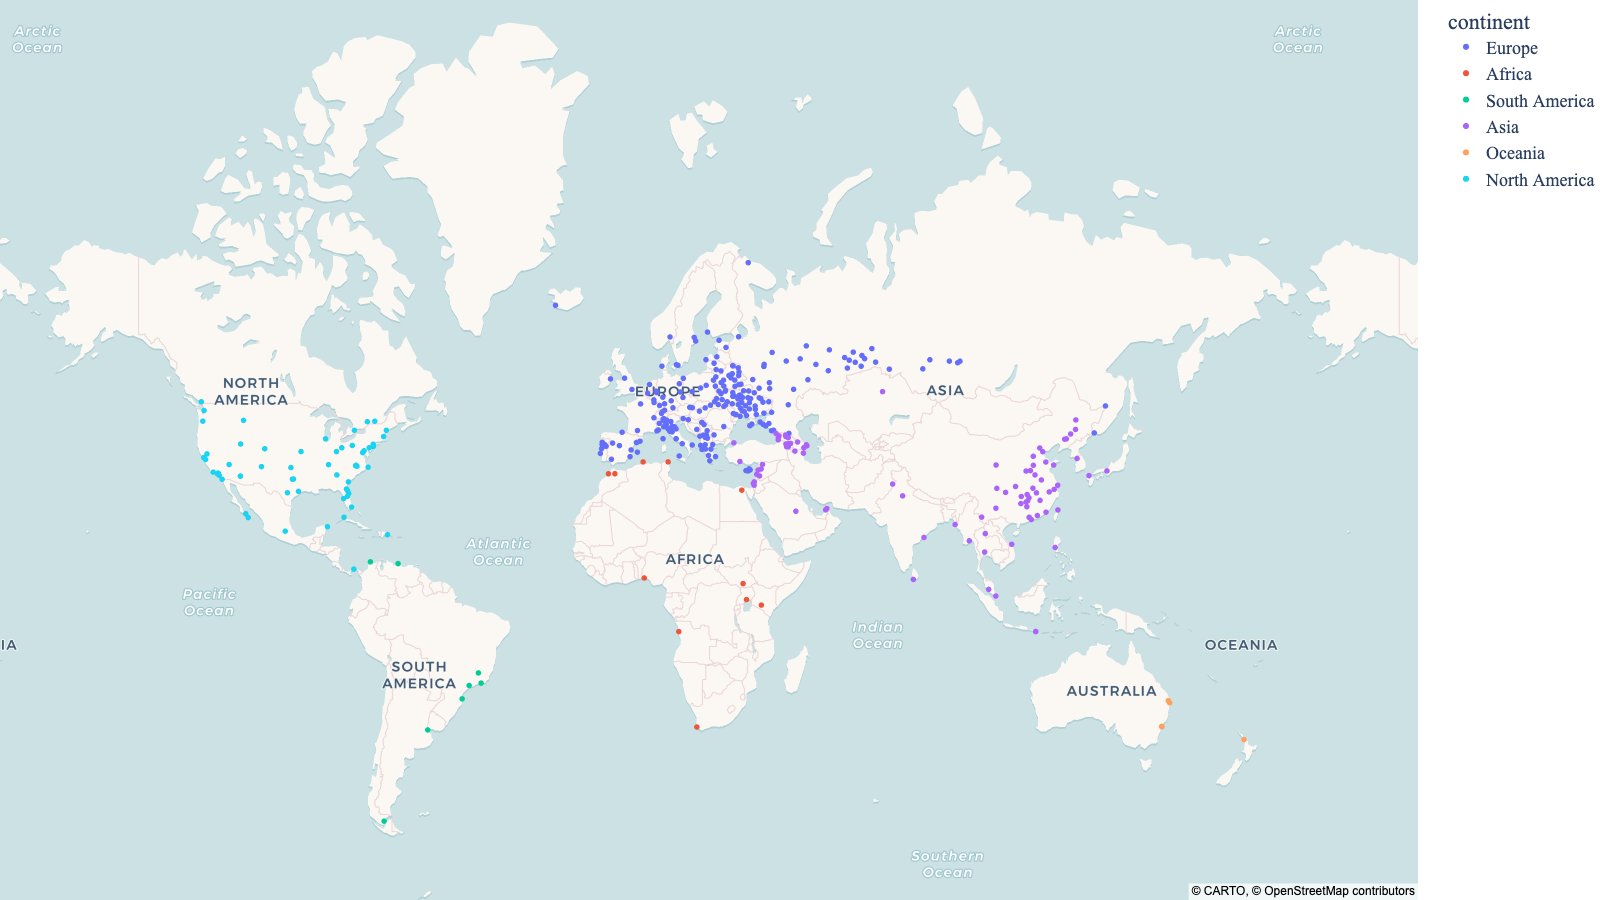 Arctic
Ocean
Arctic
Ocean
continent
Europe
Africa
South America
Asia
Oceania
North America
NORTH
AMERICA
EUROPE
ASIA
Atlantic
Ocean
AFRICA
Pacific
Ocean
Indian
Ocean
IA
OCEANIA
SOUTH
AMERICA
AUSTRALIA
Southern
Ocean
© CARTO, © OpenStreetMap contributors